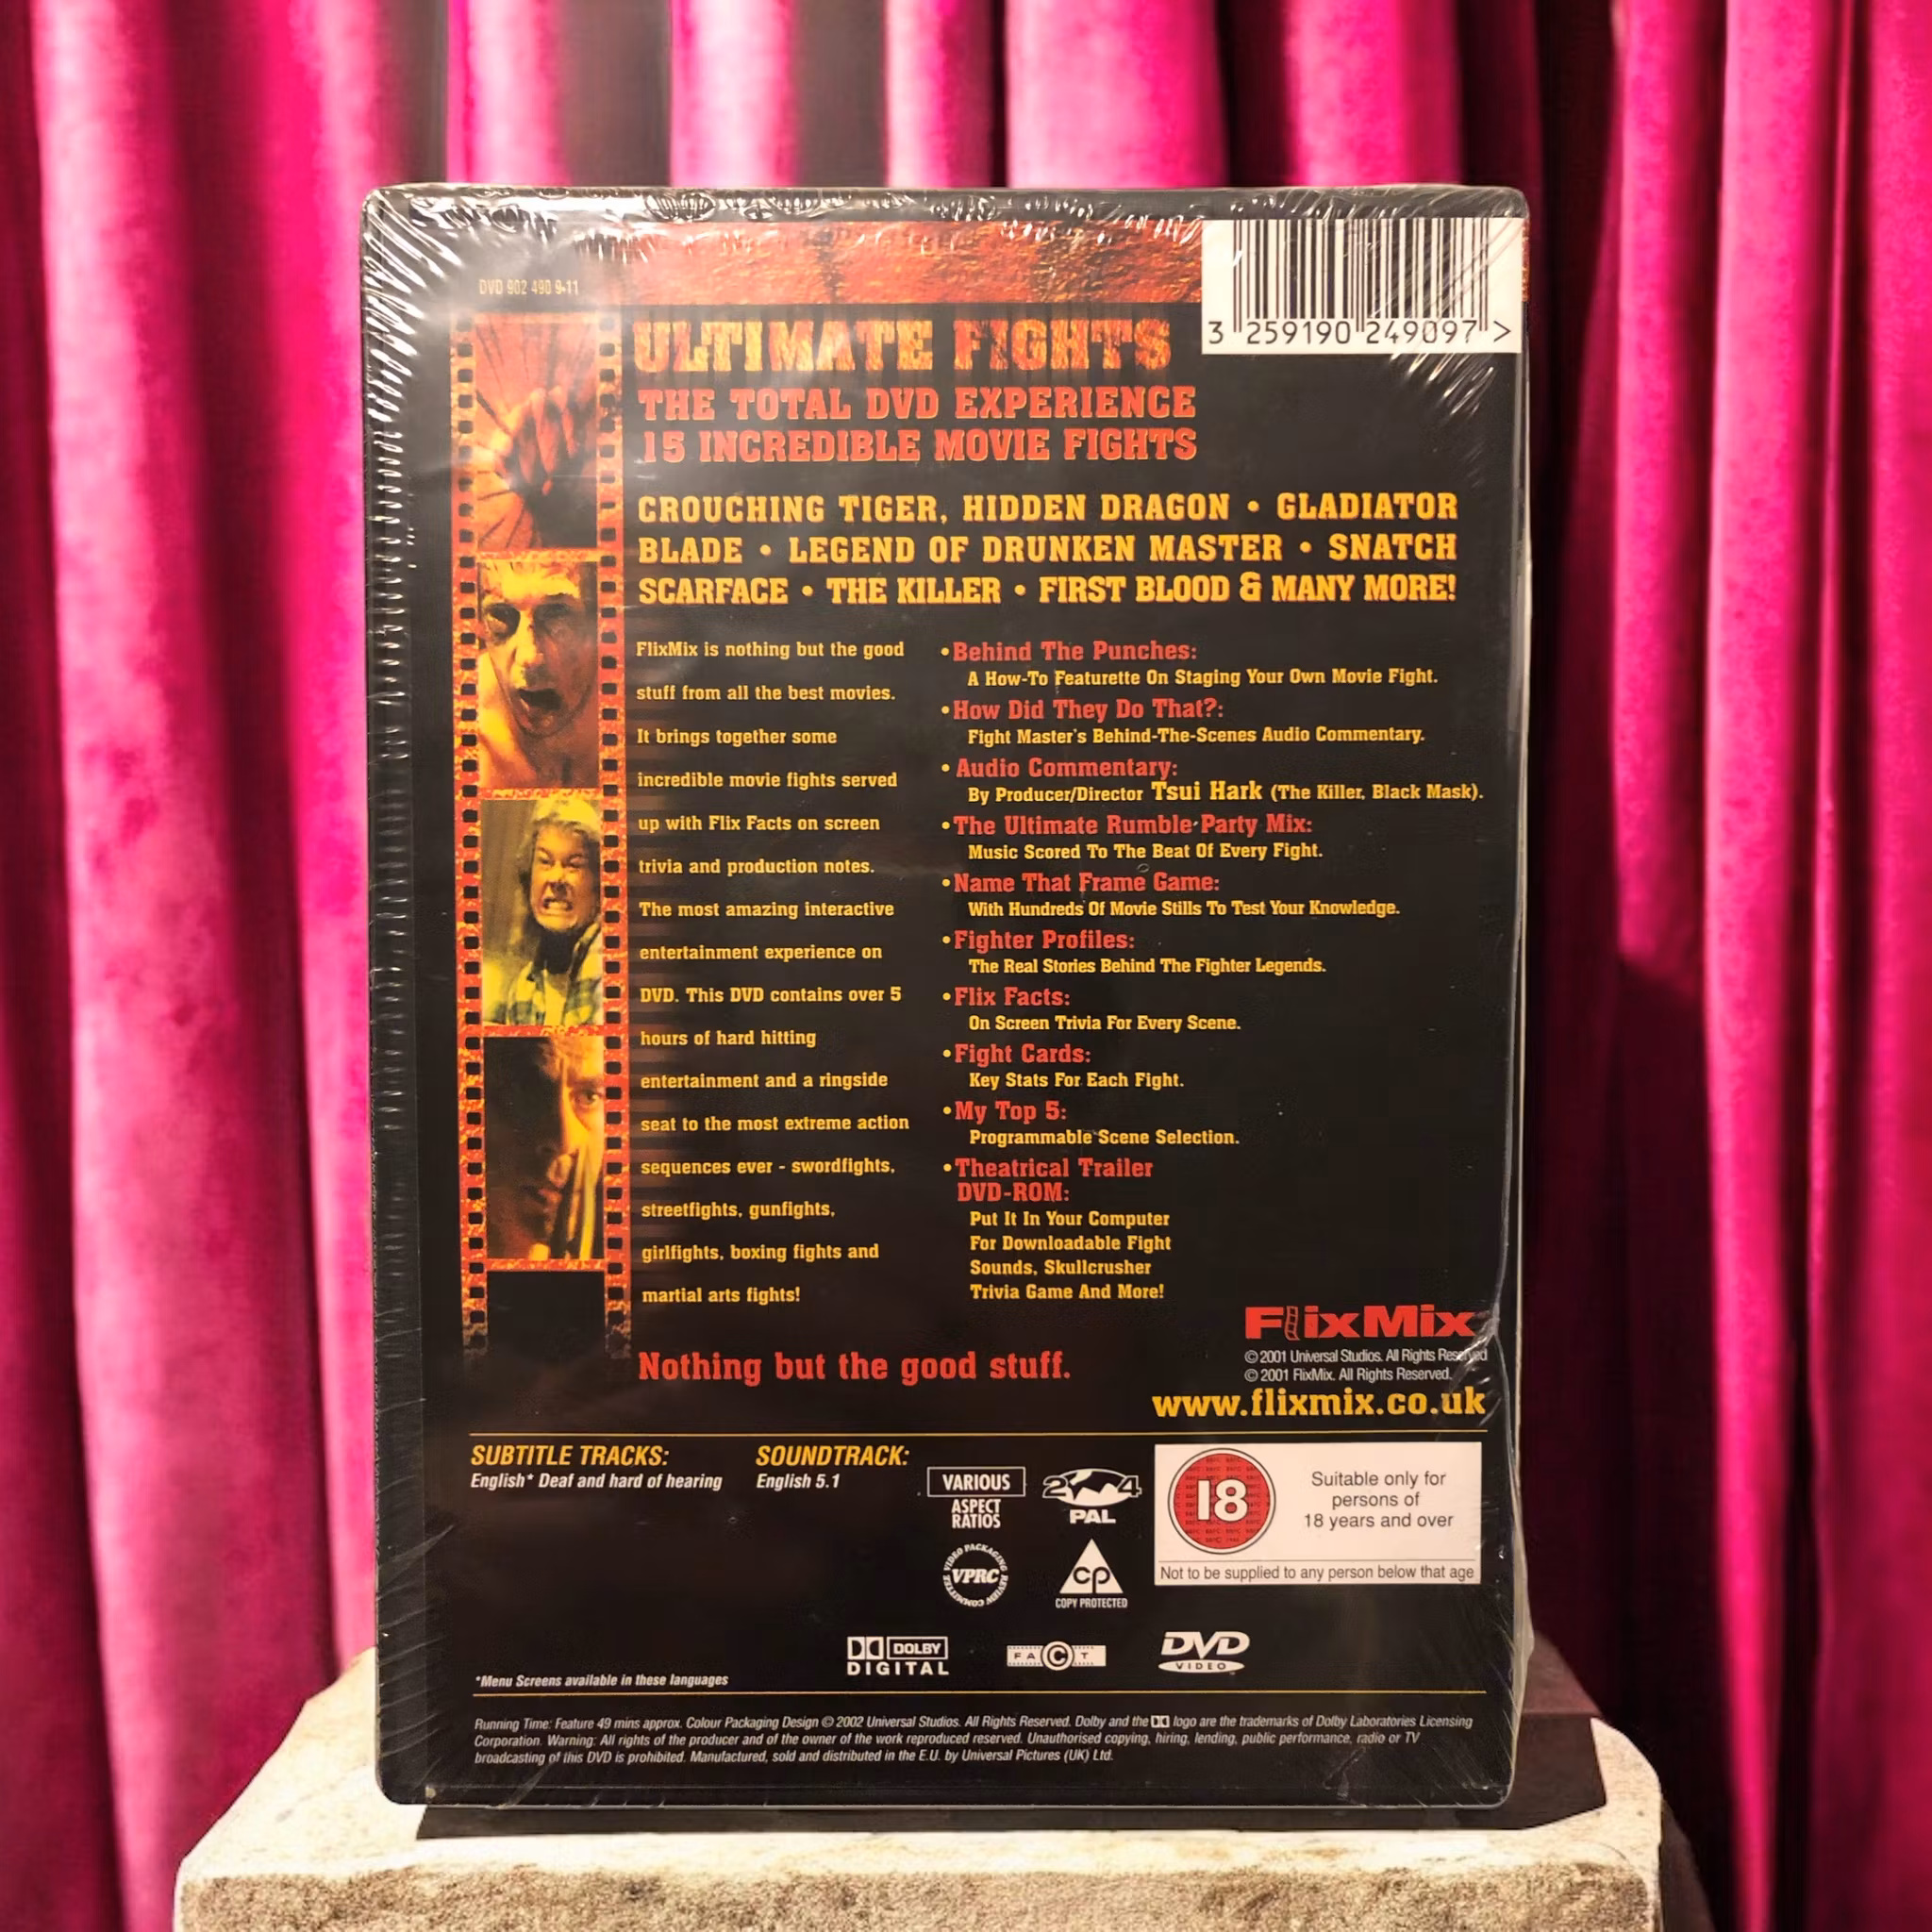 DVD 902 490 9-11
3 259190 249097 >
ULTIMATE FIGHTS
THE TOTAL DVD EXPERIENCE
15 INCREDIBLE MOVIE FIGHTS
CROUCHING TIGER, HIDDEN DRAGON • GLADIATOR
BLADE • LEGEND OF DRUNKEN MASTER • SNATCH
SCARFACE • THE KILLER • FIRST BLOOD & MANY MORE!
FlixMix is nothing but the good
stuff from all the best movies.
It brings together some
incredible movie fights served
up with Flix Facts on screen
trivia and production notes.
The most amazing interactive
entertainment experience on
DVD. This DVD contains over 5
hours of hard hitting
entertainment and a ringside
seat to the most extreme action
sequences ever - swordfights,
streetfights, gunfights,
girlfights, boxing fights and
martial arts fights!
• Behind The Punches:
A How-To Featurette On Staging Your Own Movie Fight.
• How Did They Do That?:
Fight Master's Behind-The-Scenes Audio Commentary.
• Audio Commentary:
By Producer/Director Tsui Hark (The Killer, Black Mask).
• The Ultimate Rumble Party Mix:
Music Scored To The Beat Of Every Fight.
• Name That Frame Game:
With Hundreds Of Movie Stills To Test Your Knowledge.
• Fighter Profiles:
The Real Stories Behind The Fighter Legends.
• Flix Facts:
On Screen Trivia For Every Scene.
• Fight Cards:
Key Stats For Each Fight.
• My Top 5:
Programmable Scene Selection.
• Theatrical Trailer
DVD-ROM:
Put It In Your Computer
For Downloadable Fight
Sounds, Skullcrusher
Trivia Game And More!
Nothing but the good stuff.
FlixMix
© 2001 Universal Studios. All Rights Reserved
© 2001 FlixMix. All Rights Reserved.
www.flixmix.co.uk
SUBTITLE TRACKS:
English* Deaf and hard of hearing
SOUNDTRACK:
English 5.1
VARIOUS
ASPECT
RATIOS
2 4
PAL
VIDEO PACKAGING REVIEW COMMITTEE
VPRC
CP
COPY PROTECTED
18
Suitable only for
persons of
18 years and over
Not to be supplied to any person below that age
DOLBY
DIGITAL
FACT
DVD
VIDEO
*Menu Screens available in these languages
Running Time: Feature 49 mins approx. Colour Packaging Design © 2002 Universal Studios. All Rights Reserved. Dolby and the logo are the trademarks of Dolby Laboratories Licensing
Corporation. Warning: All rights of the producer and of the owner of the work reproduced reserved. Unauthorised copying, hiring, lending, public performance, radio or TV
broadcasting of this DVD is prohibited. Manufactured, sold and distributed in the E.U. by Universal Pictures (UK) Ltd.